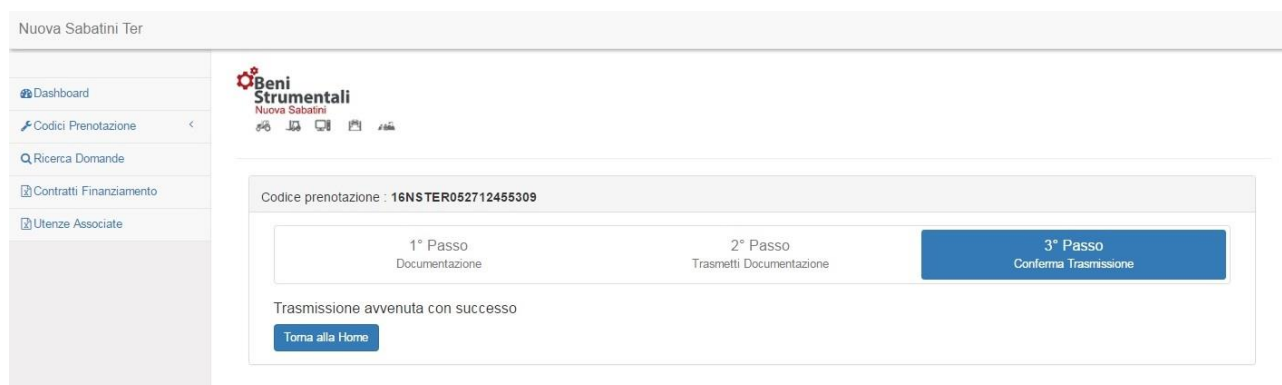 Nuova Sabatini Ter
Dashboard
Codici Prenotazione
Ricerca Domande
Contratti Finanziamento
Utenze Associate
Beni
Strumentali
Nuova Sabatini
Codice prenotazione : 16NSTER052712455309
1° Passo
Documentazione
2° Passo
Trasmetti Documentazione
3° Passo
Conferma Trasmissione
Trasmissione avvenuta con successo
Torna alla Home